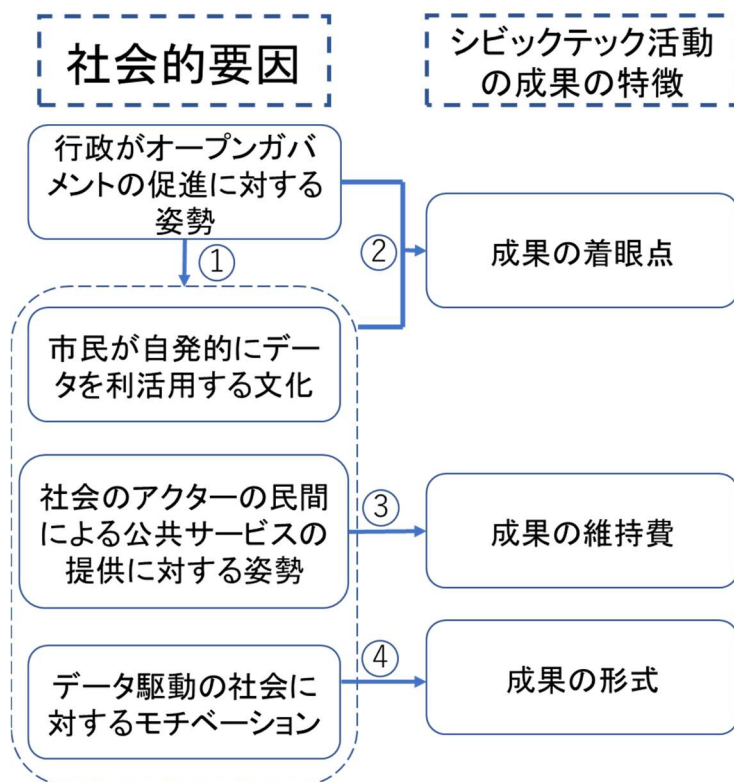 社会的要因
シビックテック活動
の成果の特徴
行政がオープンガバ
メントの促進に対する
姿勢
①
②
成果の着眼点
市民が自発的にデー
タを利活用する文化
社会のアクターの民間
による公共サービスの
提供に対する姿勢
③
成果の維持費
データ駆動の社会に
対するモチベーション
④
成果の形式